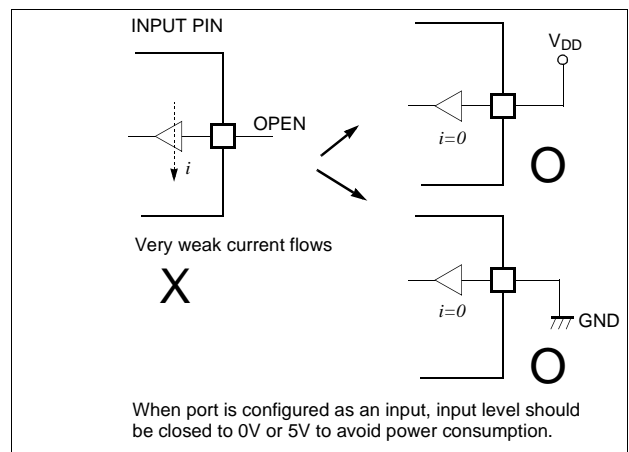 INPUT PIN
OPEN
i
Very weak current flows
X
VDD
i=0
O
i=0
GND
O
When port is configured as an input, input level should
be closed to 0V or 5V to avoid power consumption.